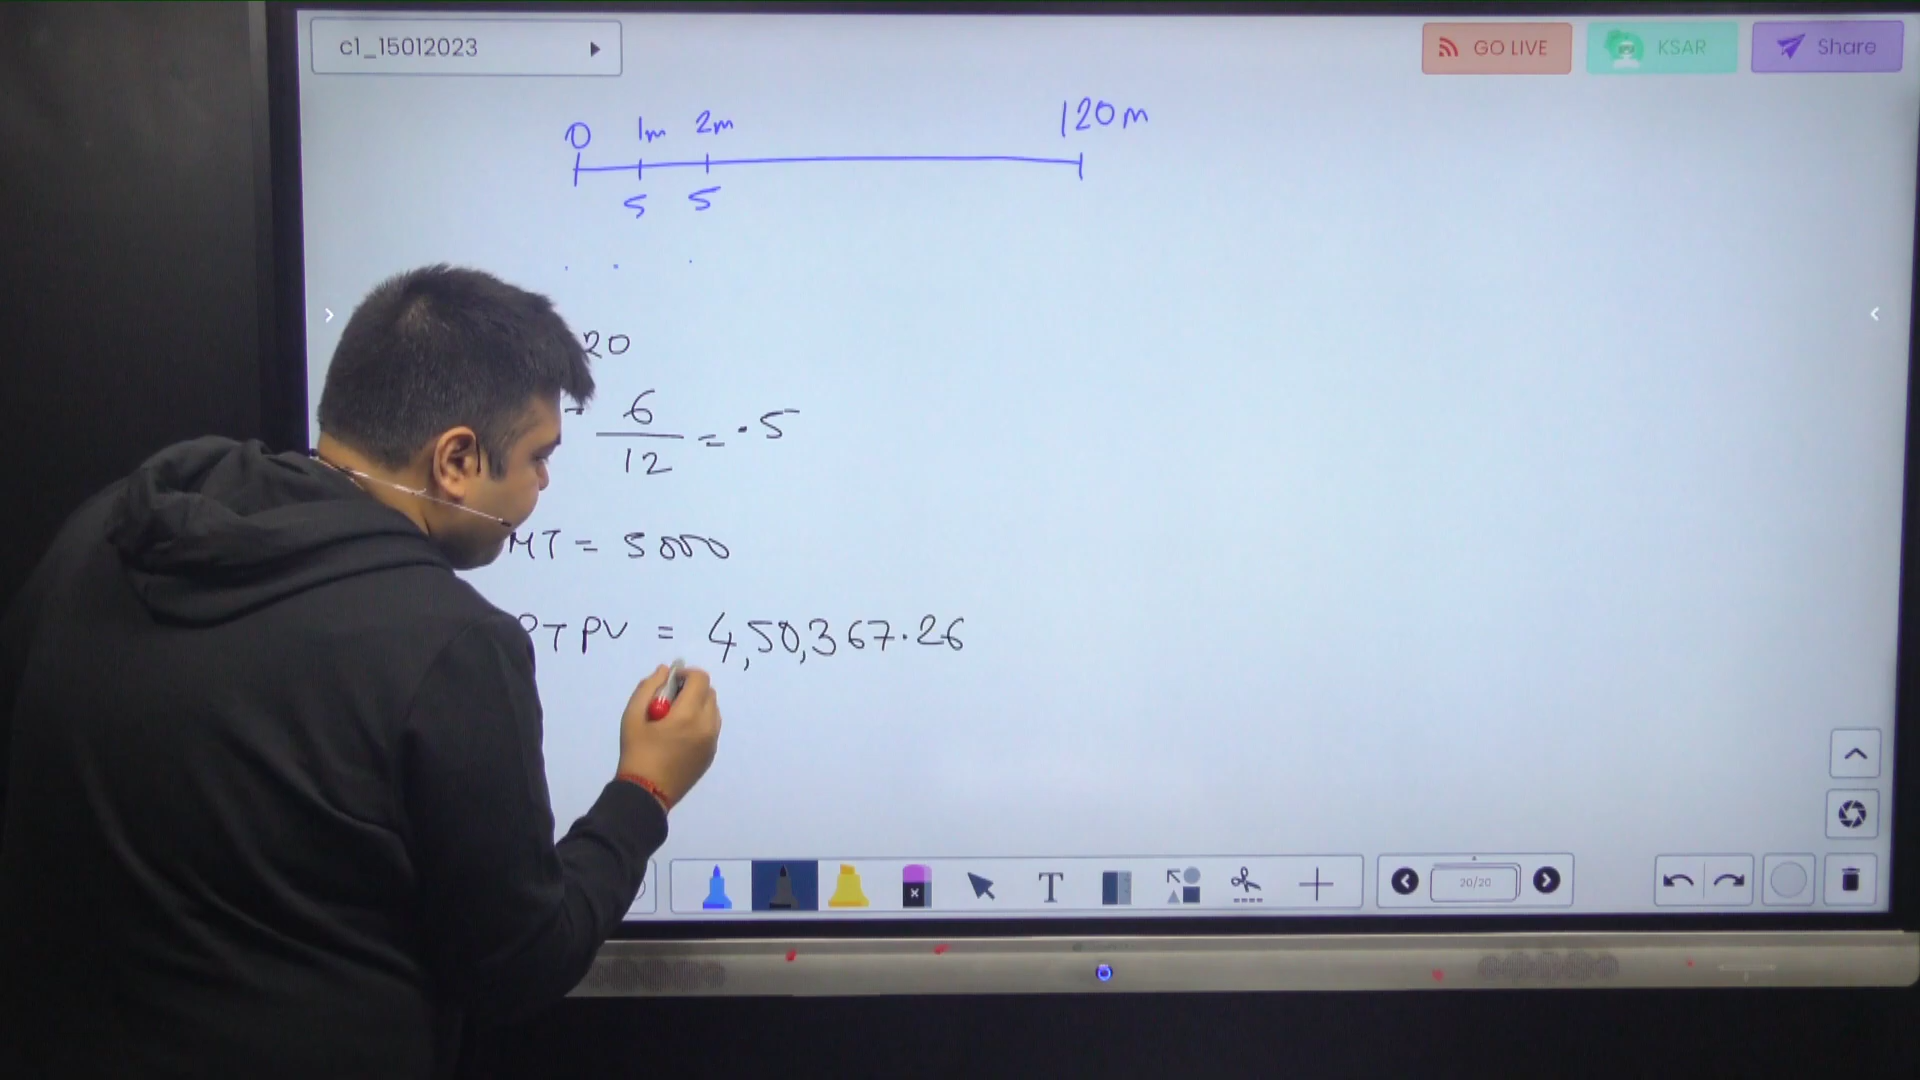 c1_15012023
GO LIVE
KSAR
Share
0 1m 2m 120m
5 5
20
6
12
= .5
MT = 5000
PT PV = 4,50,367.26
T
20/20